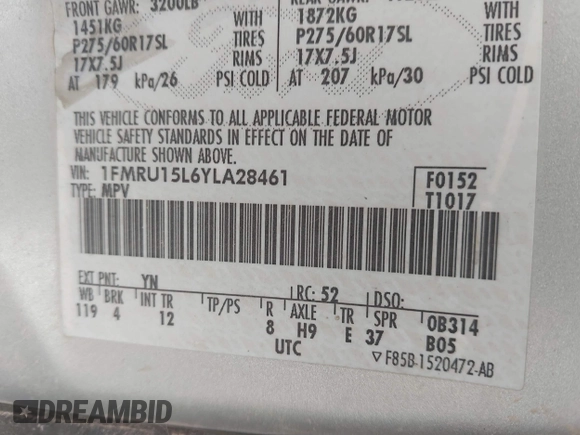 FRONT GAWR: 3200LB
1451KG WITH
P275/60R17SL TIRES
17X7.5J RIMS
AT 179 kPa/26 PSI COLD
REAR GAWR:
1872KG WITH
P275/60R17SL TIRES
17X7.5J RIMS
AT 207 kPa/30 PSI COLD
THIS VEHICLE CONFORMS TO ALL APPLICABLE FEDERAL MOTOR
VEHICLE SAFETY STANDARDS IN EFFECT ON THE DATE OF
MANUFACTURE SHOWN ABOVE.
VIN: 1FMRU15L6YLA28461
TYPE: MPV
F0152
T1017
EXT PNT: YN RC: 52 DSO:
WB BRK INT TR TP/PS R AXLE TR SPR
119 4 12 8 H9 E 37
0B314
B05
UTC
▽ F85B-1520472-AB
DREAMBID